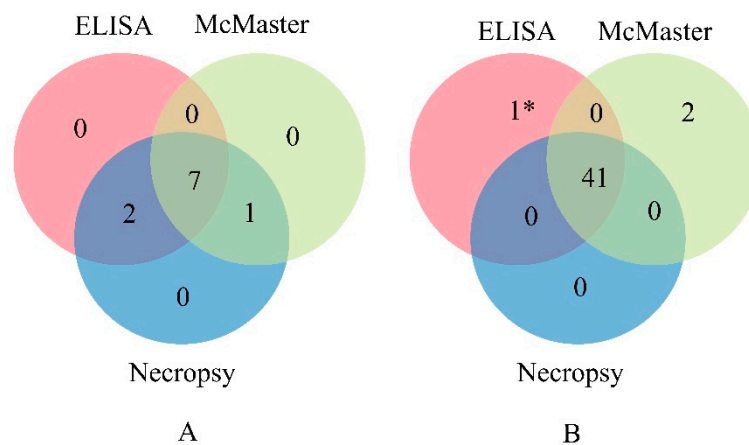 ELISA McMaster
0 0 0
7
2 1
0
Necropsy
A
ELISA McMaster
1* 0 2
41
0 0
0
Necropsy
B